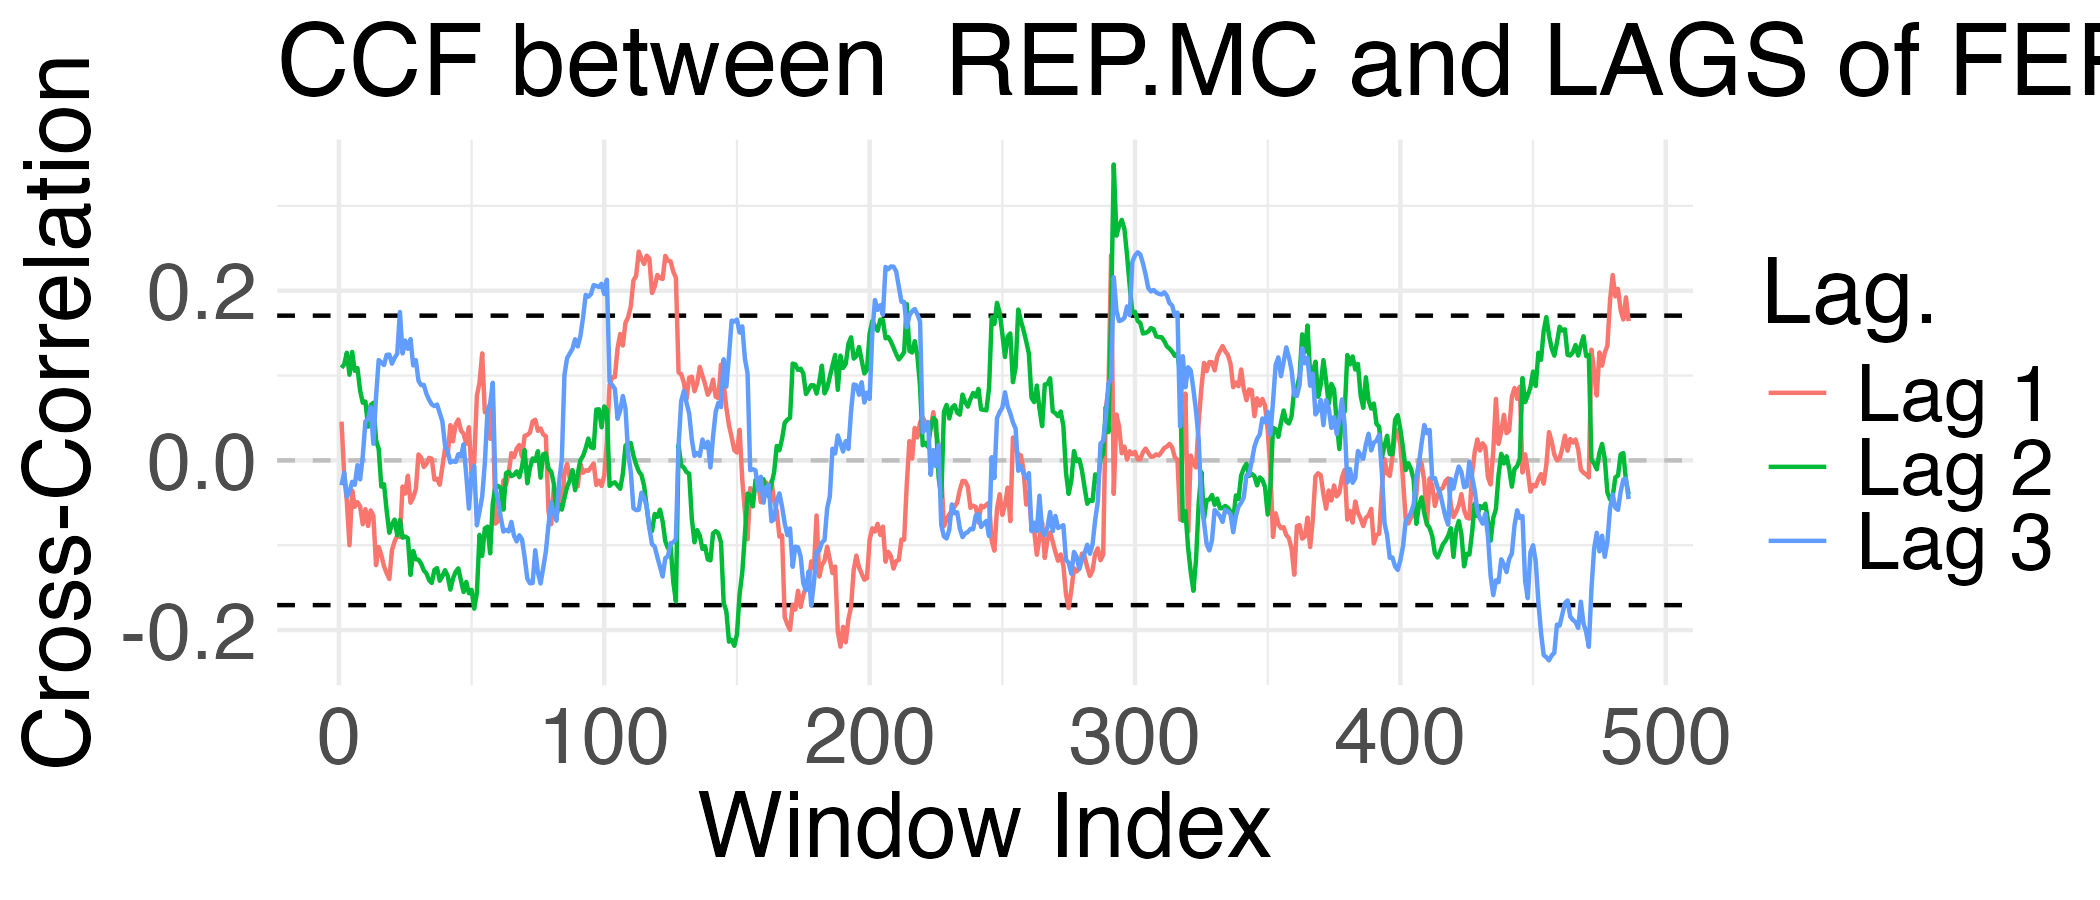 CCF between  REP.MC and LAGS of
Cross-Correlation
0.2
0.0
-0.2
0
100
200
300
400
500
Window Index
Lag.
Lag 1
Lag 2
Lag 3